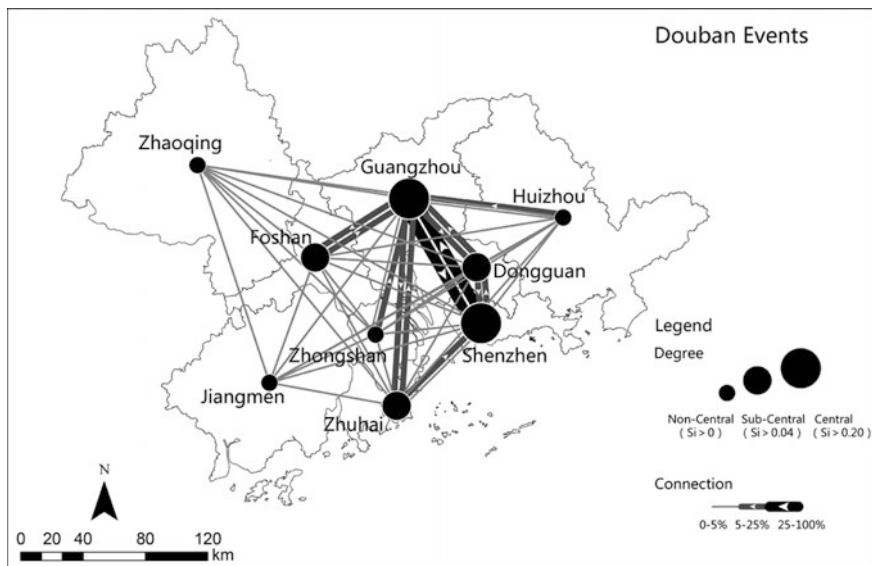 Douban Events
Zhaoqing
Guangzhou
Huizhou
Foshan
Dongguan
Zhongshan
Shenzhen
Jiangmen
Zhuhai
Legend
Degree
Non-Central Sub-Central Central
( Si > 0 ) ( Si > 0.04 ) ( Si > 0.20 )
Connection
0-5% 5-25% 25-100%
N
0 20 40 80 120
km